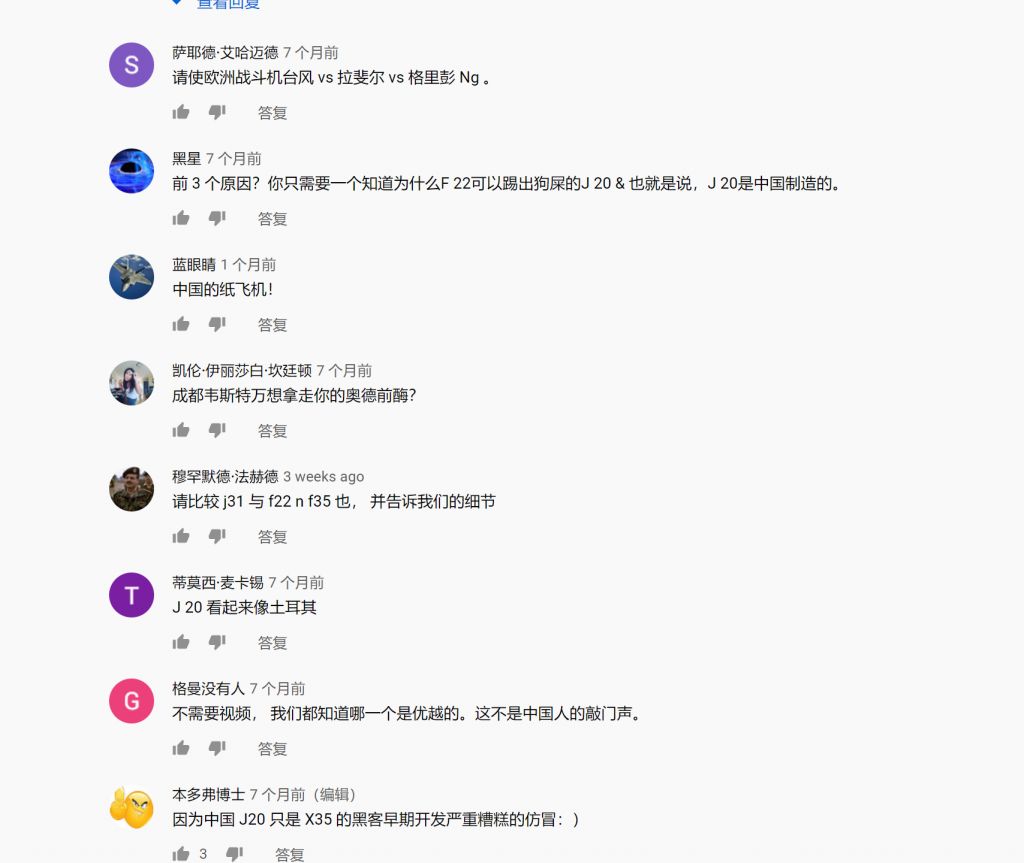 查看回复
S
萨耶德·艾哈迈德 7 个月前
请使欧洲战斗机台风 vs 拉斐尔 vs 格里彭 Ng 。
答复
黑星 7 个月前
前 3 个原因？你只需要一个知道为什么F 22可以踢出狗屎的J 20 & 也就是说，J 20是中国制造的。
答复
蓝眼睛 1 个月前
中国的纸飞机！
答复
凯伦·伊丽莎白·坎廷顿 7 个月前
成都韦斯特万想拿走你的奥德前酶？
答复
穆罕默德·法赫德 3 weeks ago
请比较 j31 与 f22 n f35 也， 并告诉我们的细节
答复
T
蒂莫西·麦卡锡 7 个月前
J 20 看起来像土耳其
答复
G
格曼没有人 7 个月前
不需要视频， 我们都知道哪一个是优越的。这不是中国人的敲门声。
答复
本多弗博士 7 个月前（编辑）
因为中国 J20 只是 X35 的黑客早期开发严重糟糕的仿冒：)
3 答复